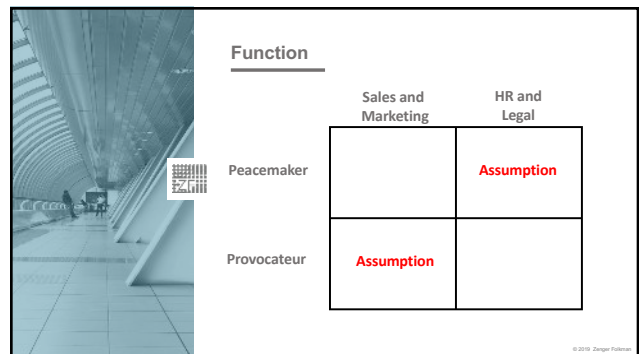 Function
Sales and
Marketing
HR and
Legal
Peacemaker
Assumption
Provocateur
Assumption
© 2019 Zenger Folkman